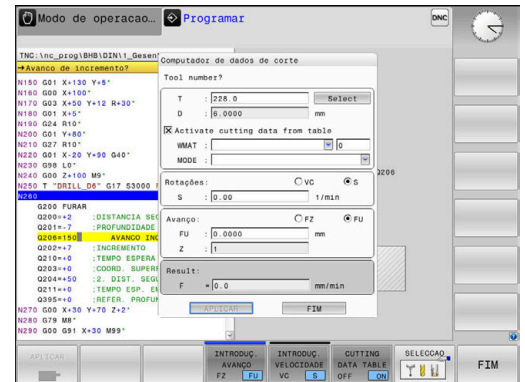 Modo de operacao... Programar DNC
TNC:\nc_prog\BHB\DIN\1_Gesen
→Avanco de incremento?
N150 G01 X+130 Y+5*
N160 G00 X+100*
N170 G03 X+50 Y+12 R+30*
N180 G01 X+5*
N190 G24 R10*
N200 G01 Y+80*
N210 G27 R10*
N220 G01 X-20 Y+90 G40*
N230 G98 L0*
N240 G00 Z+100 M9*
N250 T "DRILL_D6" G17 S3000
N260
G200 FURAR
Q200=+2 ;DISTANCIA SEG
Q201=-7 ;PROFUNDIDADE
Q206=150 AVANCO INC
Q202=+7 ;INCREMENTO
Q210=+0 ;TEMPO ESPERA
Q203=+0 ;COORD. SUPERF
Q204=+50 ;2. DIST. SEGU
Q211=+0 ;TEMPO ESP. E
Q395=+0 ;REFER. PROFUN
N270 G00 X+30 Y+70 Z+2*
N280 G79 M8*
N290 G00 G91 X+30 M99*
Computador de dados de corte
Tool number?
T : 228.0 Select
D : 6.0000 mm
Activate cutting data from table
WMAT : 0
MODE :
Rotações: VC S
S : 0.00 1/min
Avanço: FZ FU
FU : 0.0000 mm
Z : 1
Result:
F = 0.0 mm/min
APLICAR FIM
3206
APLICAR
INTRODUÇ. AVANÇO FZ FU
INTRODUÇ. VELOCIDADE VC S
CUTTING DATA TABLE OFF ON
SELECCAO
FIM